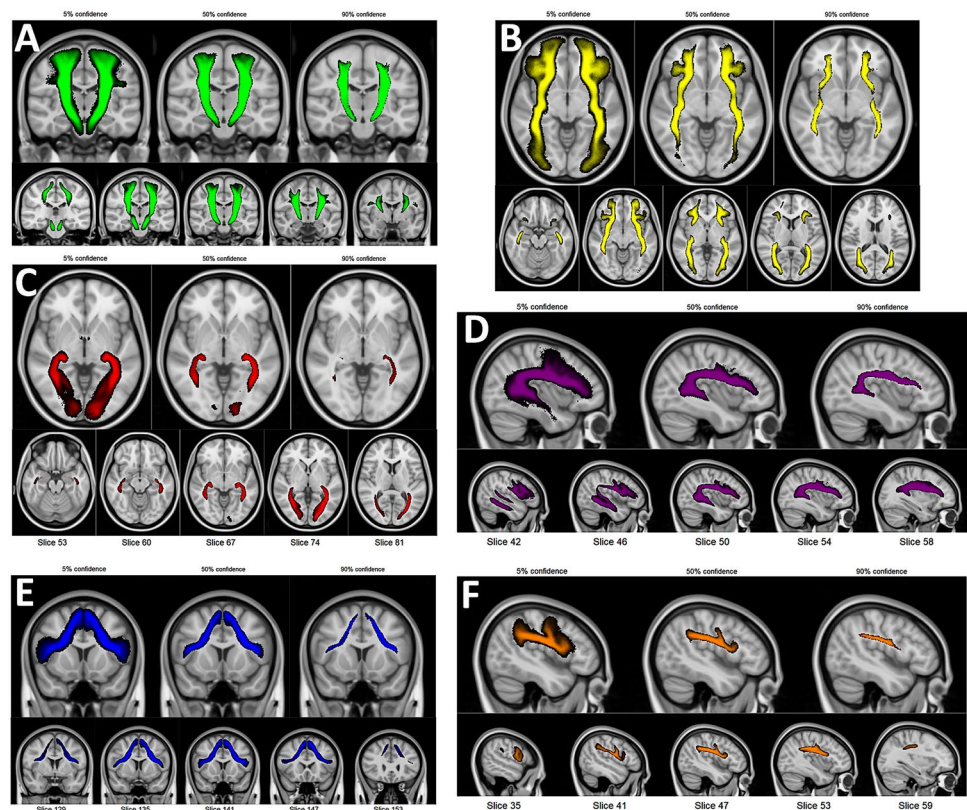 A
5% confidence 50% confidence 90% confidence
B
5% confidence 50% confidence 90% confidence
C
5% confidence 50% confidence 90% confidence
Slice 53 Slice 60 Slice 67 Slice 74 Slice 81
D
5% confidence 50% confidence 90% confidence
Slice 42 Slice 46 Slice 50 Slice 54 Slice 58
E
5% confidence 50% confidence 90% confidence
Slice 129 Slice 135 Slice 141 Slice 147 Slice 153
F
5% confidence 50% confidence 90% confidence
Slice 35 Slice 41 Slice 47 Slice 53 Slice 59